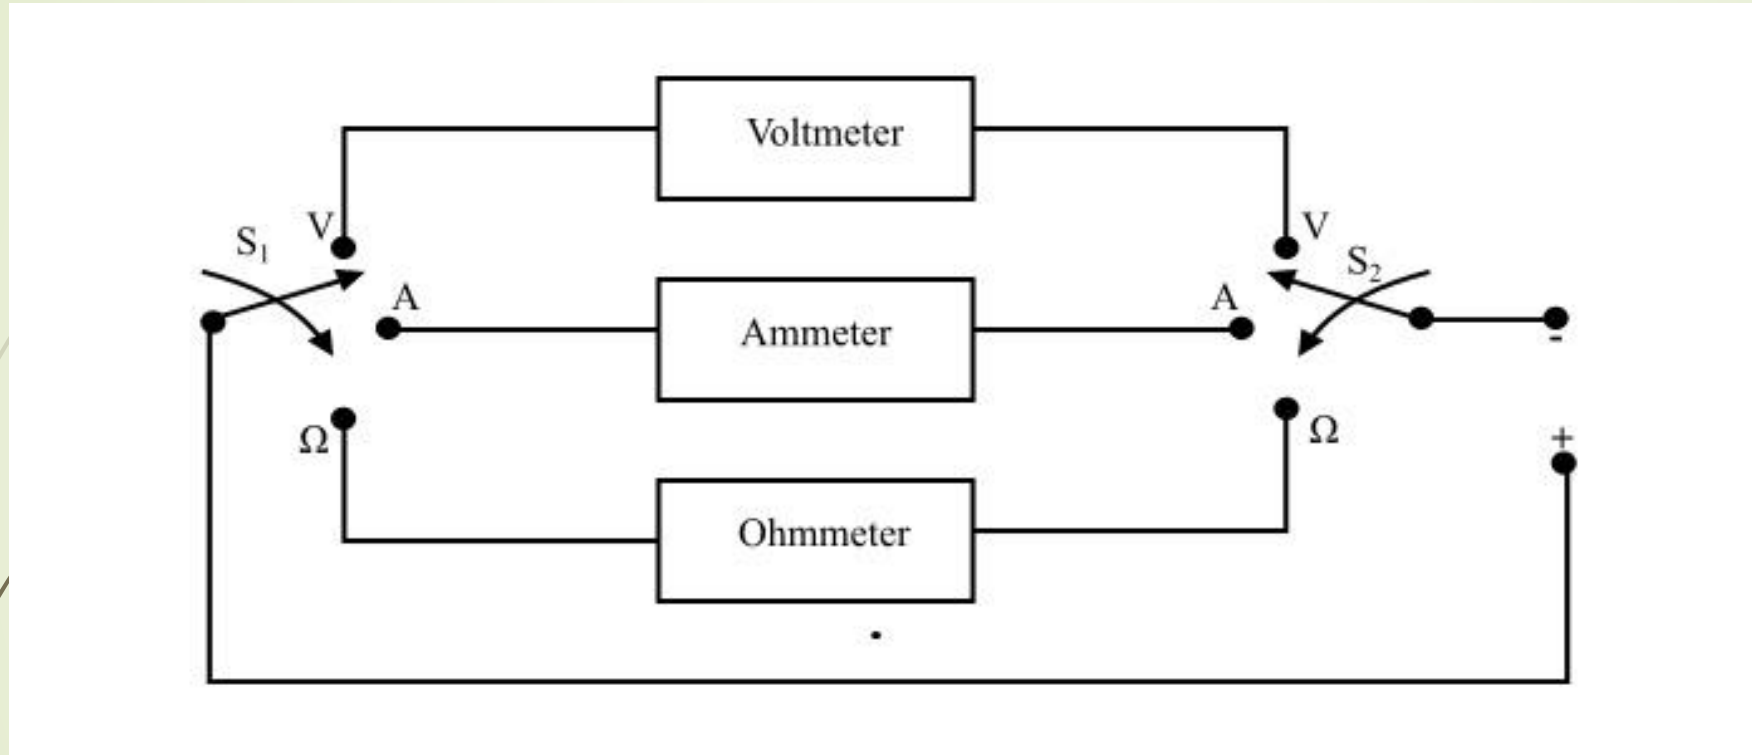 Voltmeter
V
V
S₁
S₂
A
A
Ammeter
-
Ω
Ω
+
Ohmmeter